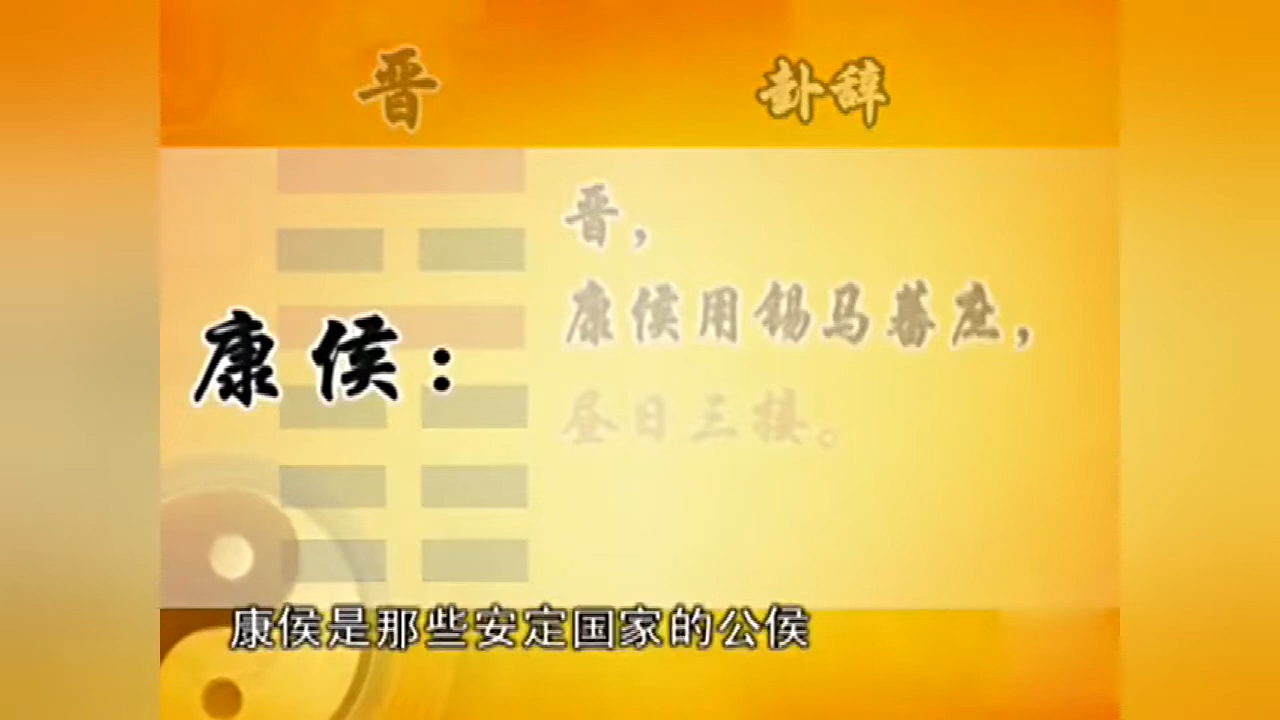 晋
卦辞
晋，
康侯用锡马蕃庶，
昼日三接。
康侯：
康侯是那些安定国家的公侯